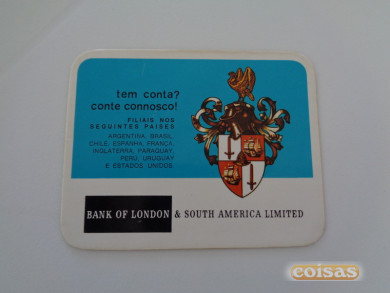 tem conta?
conte connosco!
FILIAIS NOS
SEGUINTES PAISES
ARGENTINA, BRASIL,
CHILE, ESPANHA, FRANÇA,
INGLATERRA, PARAGUAY,
PERU, URUGUAY
E ESTADOS UNIDOS
BANK OF LONDON & SOUTH AMERICA LIMITED
coisas